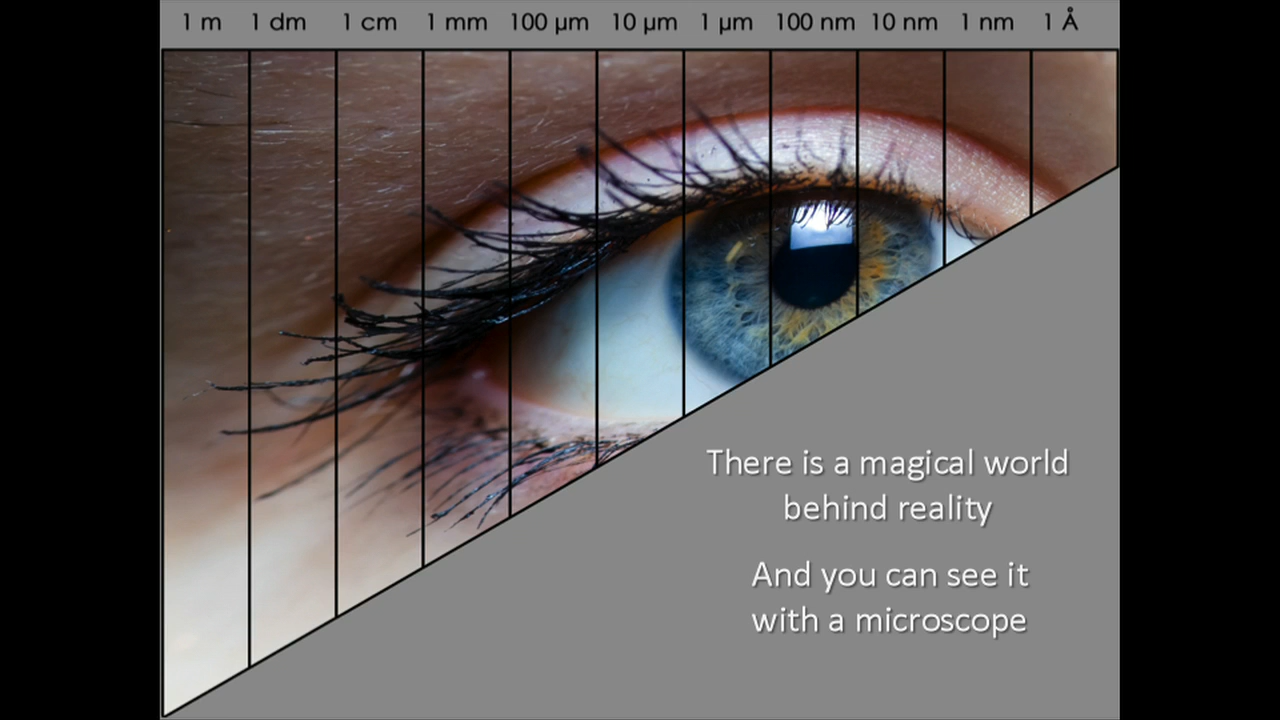 1 m 1 dm 1 cm 1 mm 100 µm 10 µm 1 µm 100 nm 10 nm 1 nm 1 Å
There is a magical world
behind reality
And you can see it
with a microscope